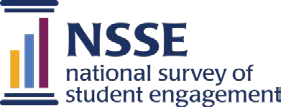 NSSE
national survey of
student engagement